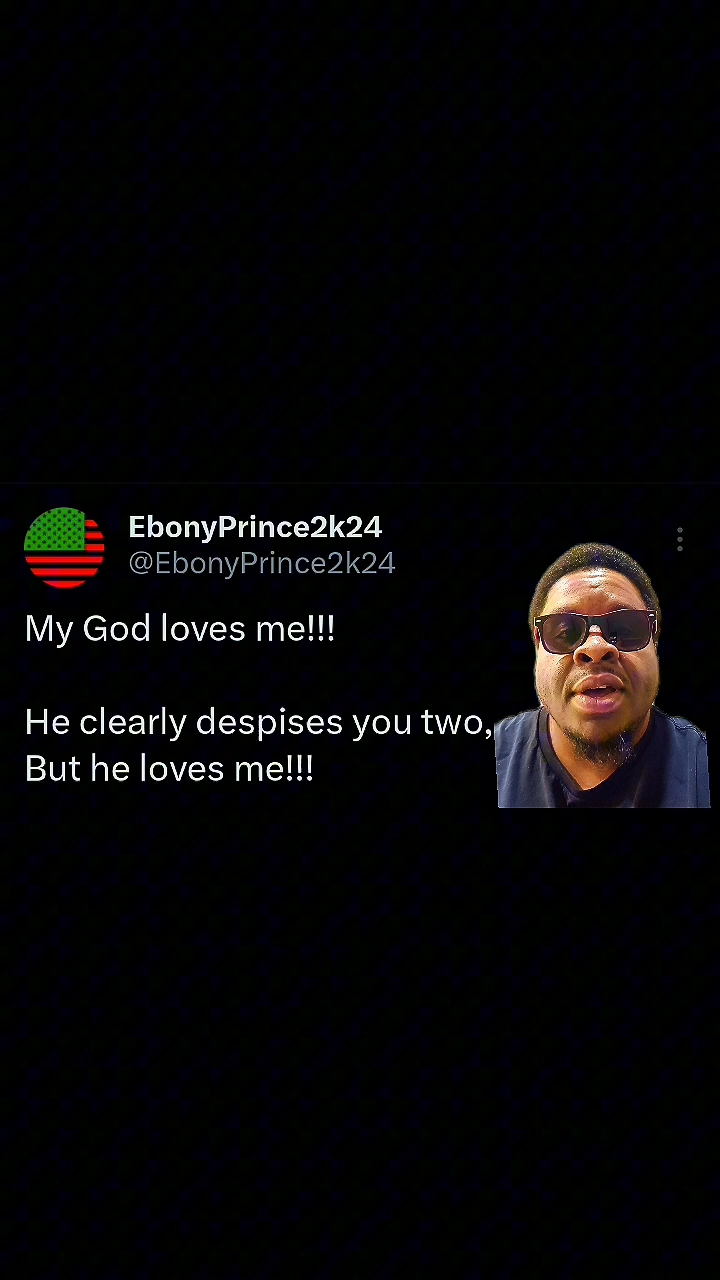 EbonyPrince2k24
@EbonyPrince2k24
My God loves me!!!
He clearly despises you two,
But he loves me!!!